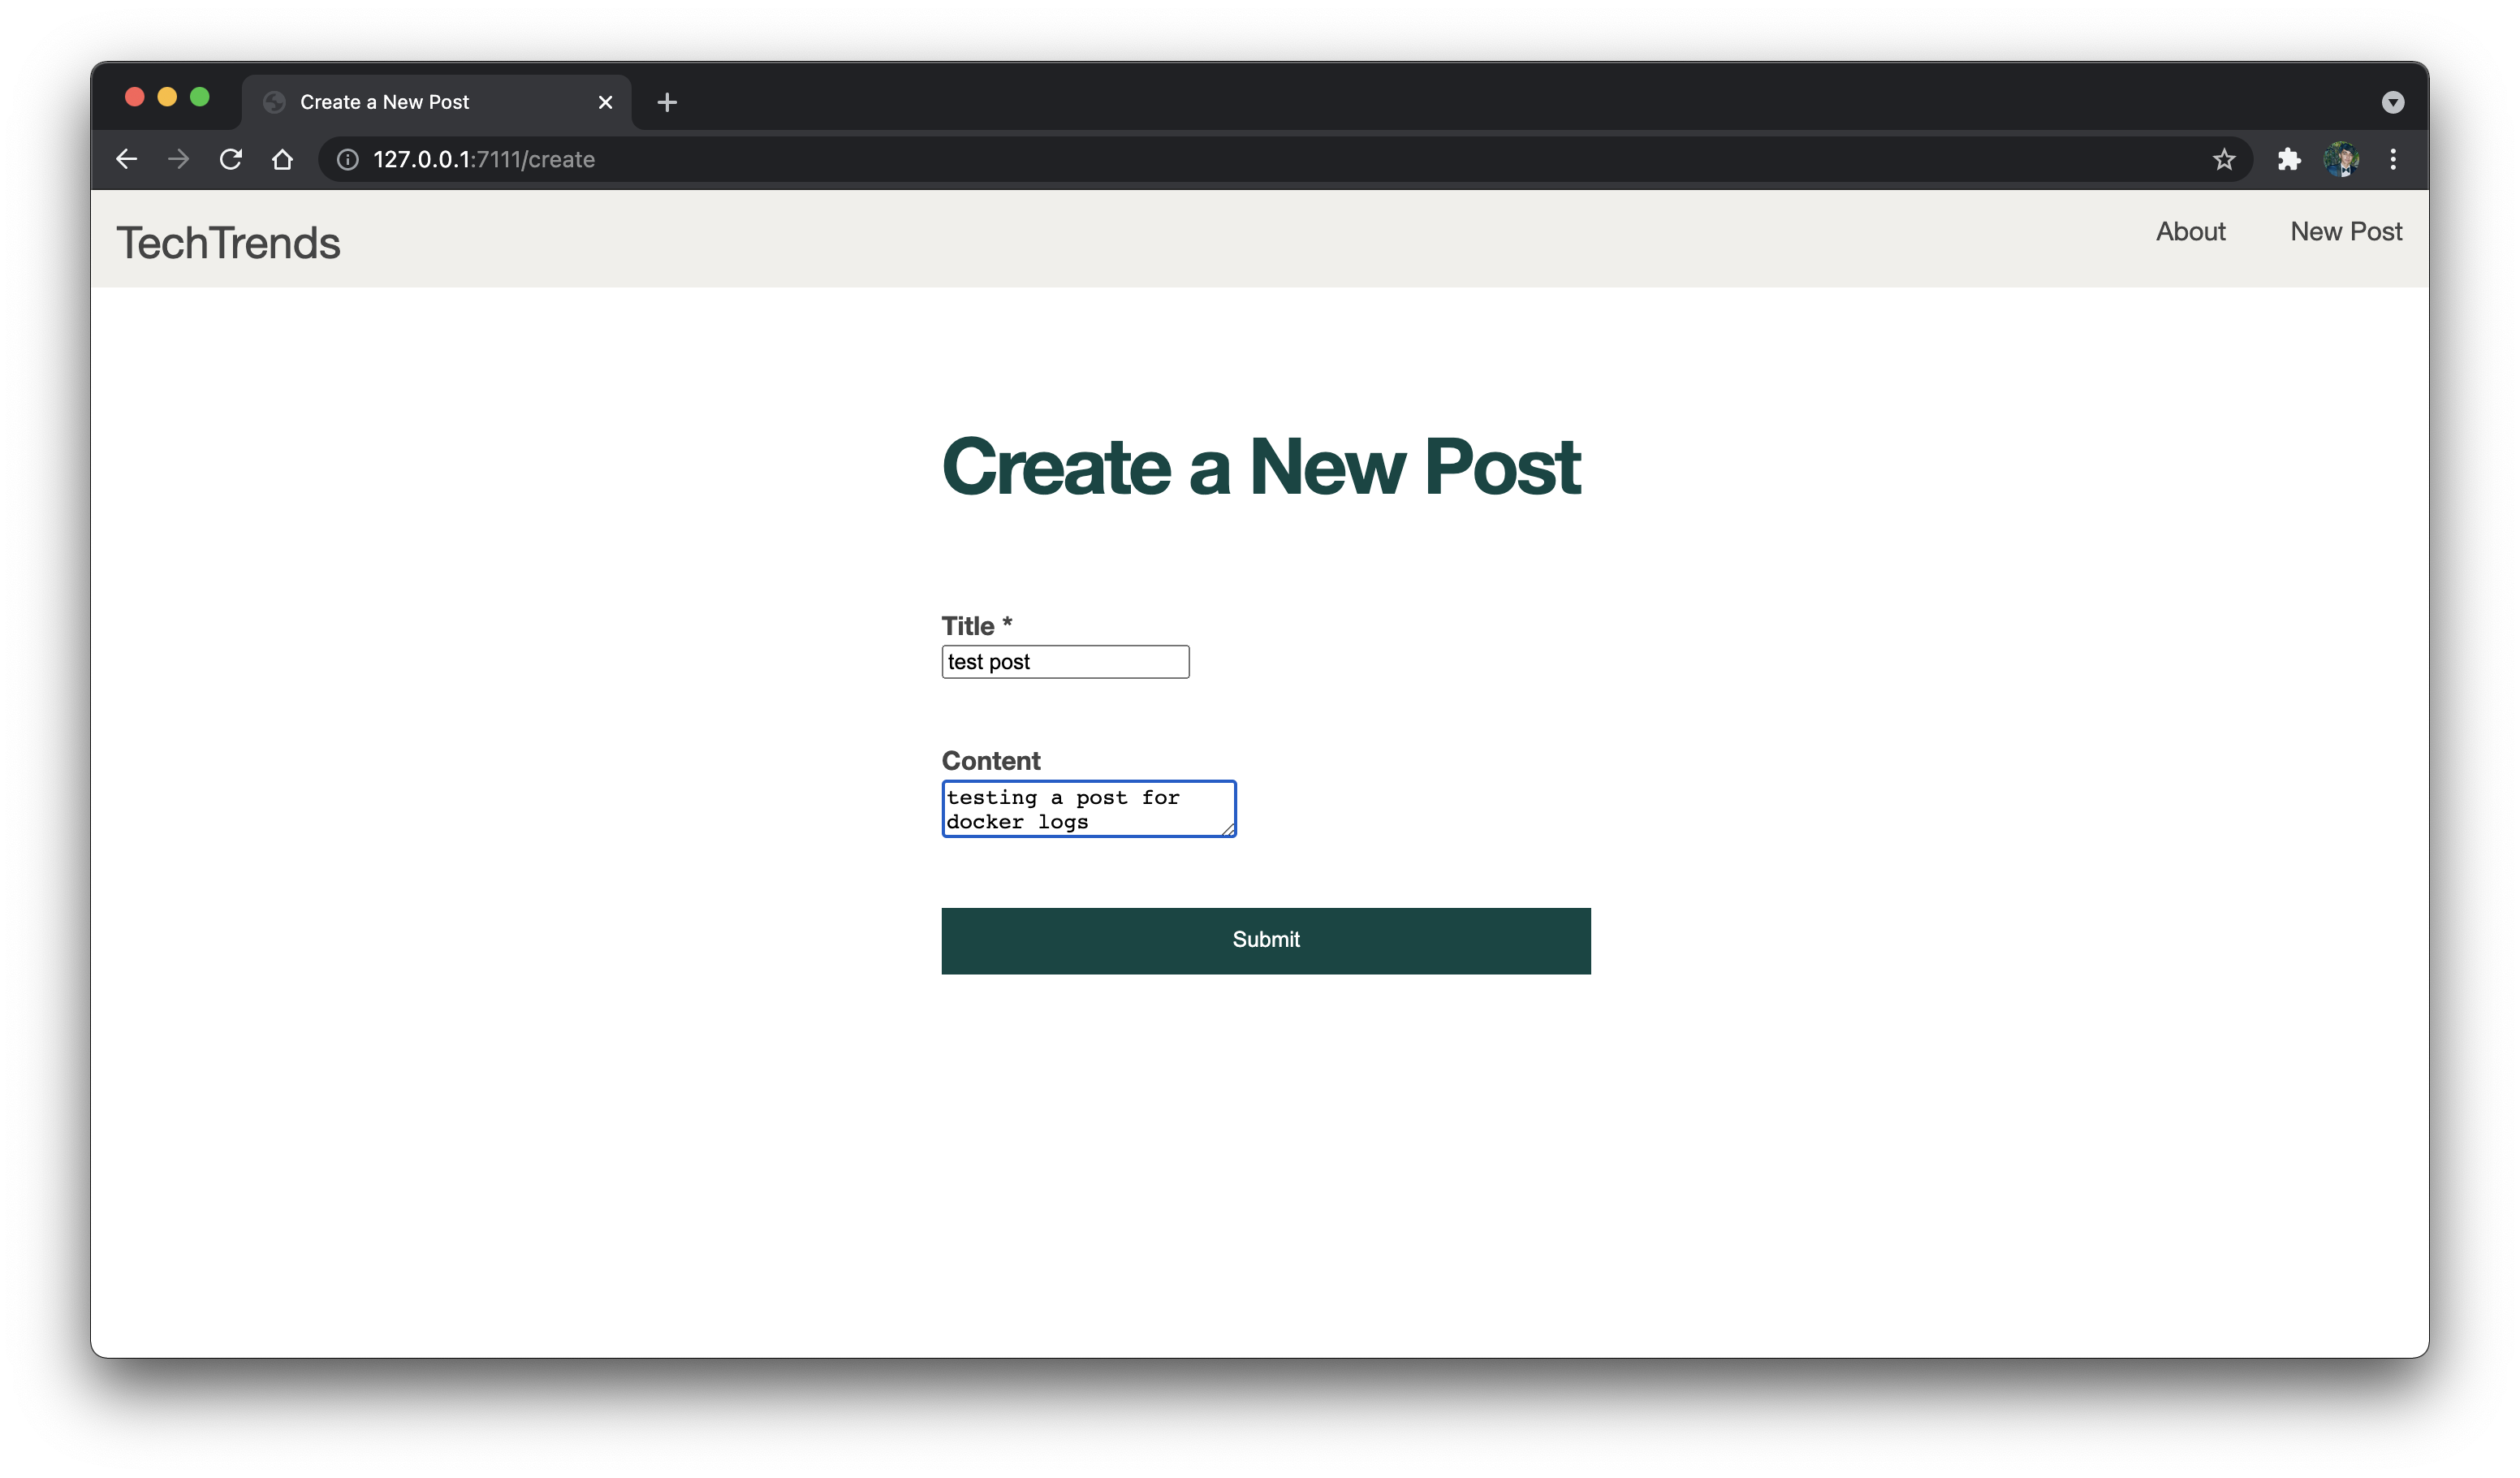 Create a New Post
127.0.0.1:7111/create
TechTrends
About
New Post
Create a New Post
Title *
test post
Content
testing a post for
docker logs
Submit